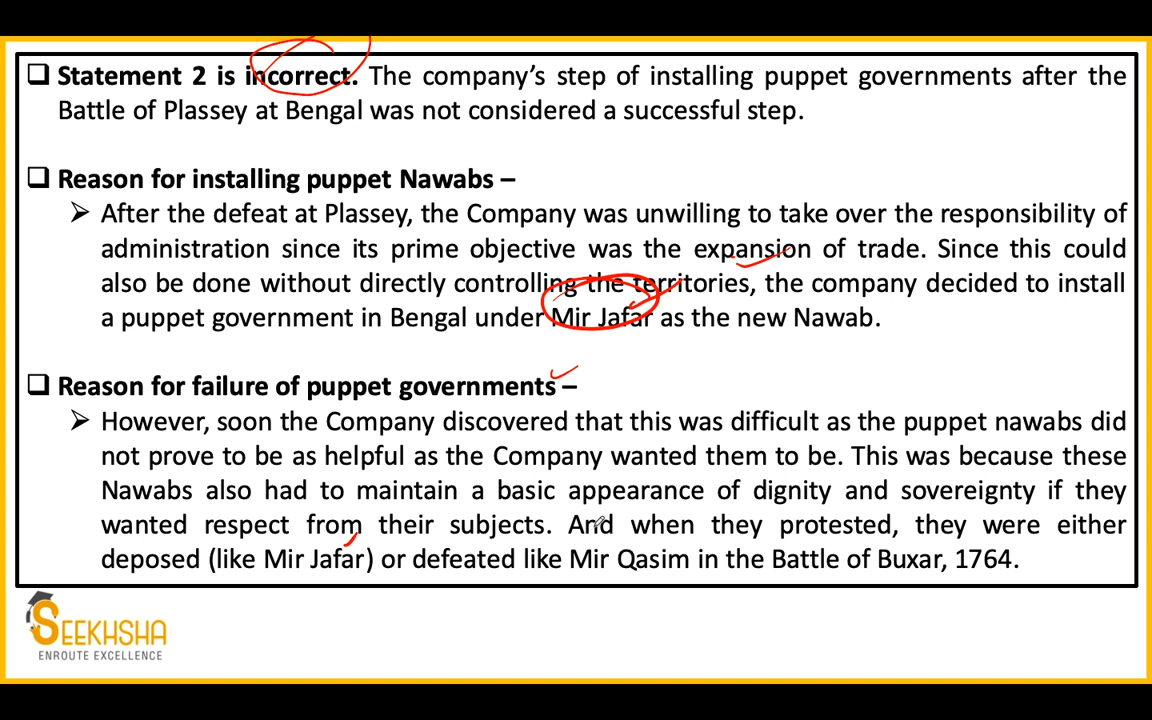 ❑ Statement 2 is incorrect. The company’s step of installing puppet governments after the
Battle of Plassey at Bengal was not considered a successful step.
❑ Reason for installing puppet Nawabs –
➢ After the defeat at Plassey, the Company was unwilling to take over the responsibility of
administration since its prime objective was the expansion of trade. Since this could
also be done without directly controlling the territories, the company decided to install
a puppet government in Bengal under Mir Jafar as the new Nawab.
❑ Reason for failure of puppet governments –
➢ However, soon the Company discovered that this was difficult as the puppet nawabs did
not prove to be as helpful as the Company wanted them to be. This was because these
Nawabs also had to maintain a basic appearance of dignity and sovereignty if they
wanted respect from their subjects. And when they protested, they were either
deposed (like Mir Jafar) or defeated like Mir Qasim in the Battle of Buxar, 1764.
SEEKHSHA
ENROUTE EXCELLENCE